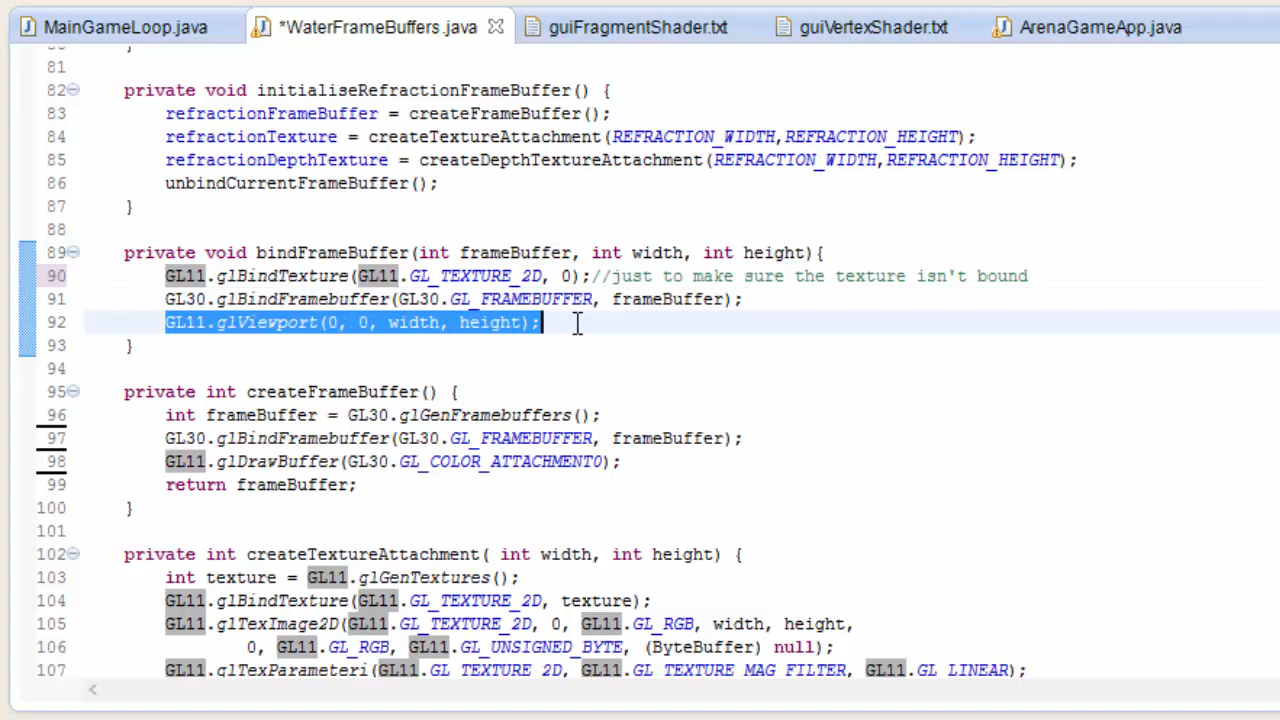 MainGameLoop.java *WaterFrameBuffers.java guiFragmentShader.txt guiVertexShader.txt ArenaGameApp.java
81
82 private void initialiseRefractionFrameBuffer() {
83 refractionFrameBuffer = createFrameBuffer();
84 refractionTexture = createTextureAttachment(REFRACTION_WIDTH,REFRACTION_HEIGHT);
85 refractionDepthTexture = createDepthTextureAttachment(REFRACTION_WIDTH,REFRACTION_HEIGHT);
86 unbindCurrentFrameBuffer();
87 }
88
89 private void bindFrameBuffer(int frameBuffer, int width, int height){
90 GL11.glBindTexture(GL11.GL_TEXTURE_2D, 0);//just to make sure the texture isn't bound
91 GL30.glBindFramebuffer(GL30.GL_FRAMEBUFFER, frameBuffer);
92 GL11.glViewport(0, 0, width, height);
93 }
94
95 private int createFrameBuffer() {
96 int frameBuffer = GL30.glGenFramebuffers();
97 GL30.glBindFramebuffer(GL30.GL_FRAMEBUFFER, frameBuffer);
98 GL11.glDrawBuffer(GL30.GL_COLOR_ATTACHMENT0);
99 return frameBuffer;
100 }
101
102 private int createTextureAttachment( int width, int height) {
103 int texture = GL11.glGenTextures();
104 GL11.glBindTexture(GL11.GL_TEXTURE_2D, texture);
105 GL11.glTexImage2D(GL11.GL_TEXTURE_2D, 0, GL11.GL_RGB, width, height,
106 0, GL11.GL_RGB, GL11.GL_UNSIGNED_BYTE, (ByteBuffer) null);
107 GL11.glTexParameteri(GL11.GL_TEXTURE_2D, GL11.GL_TEXTURE_MAG_FILTER, GL11.GL_LINEAR);